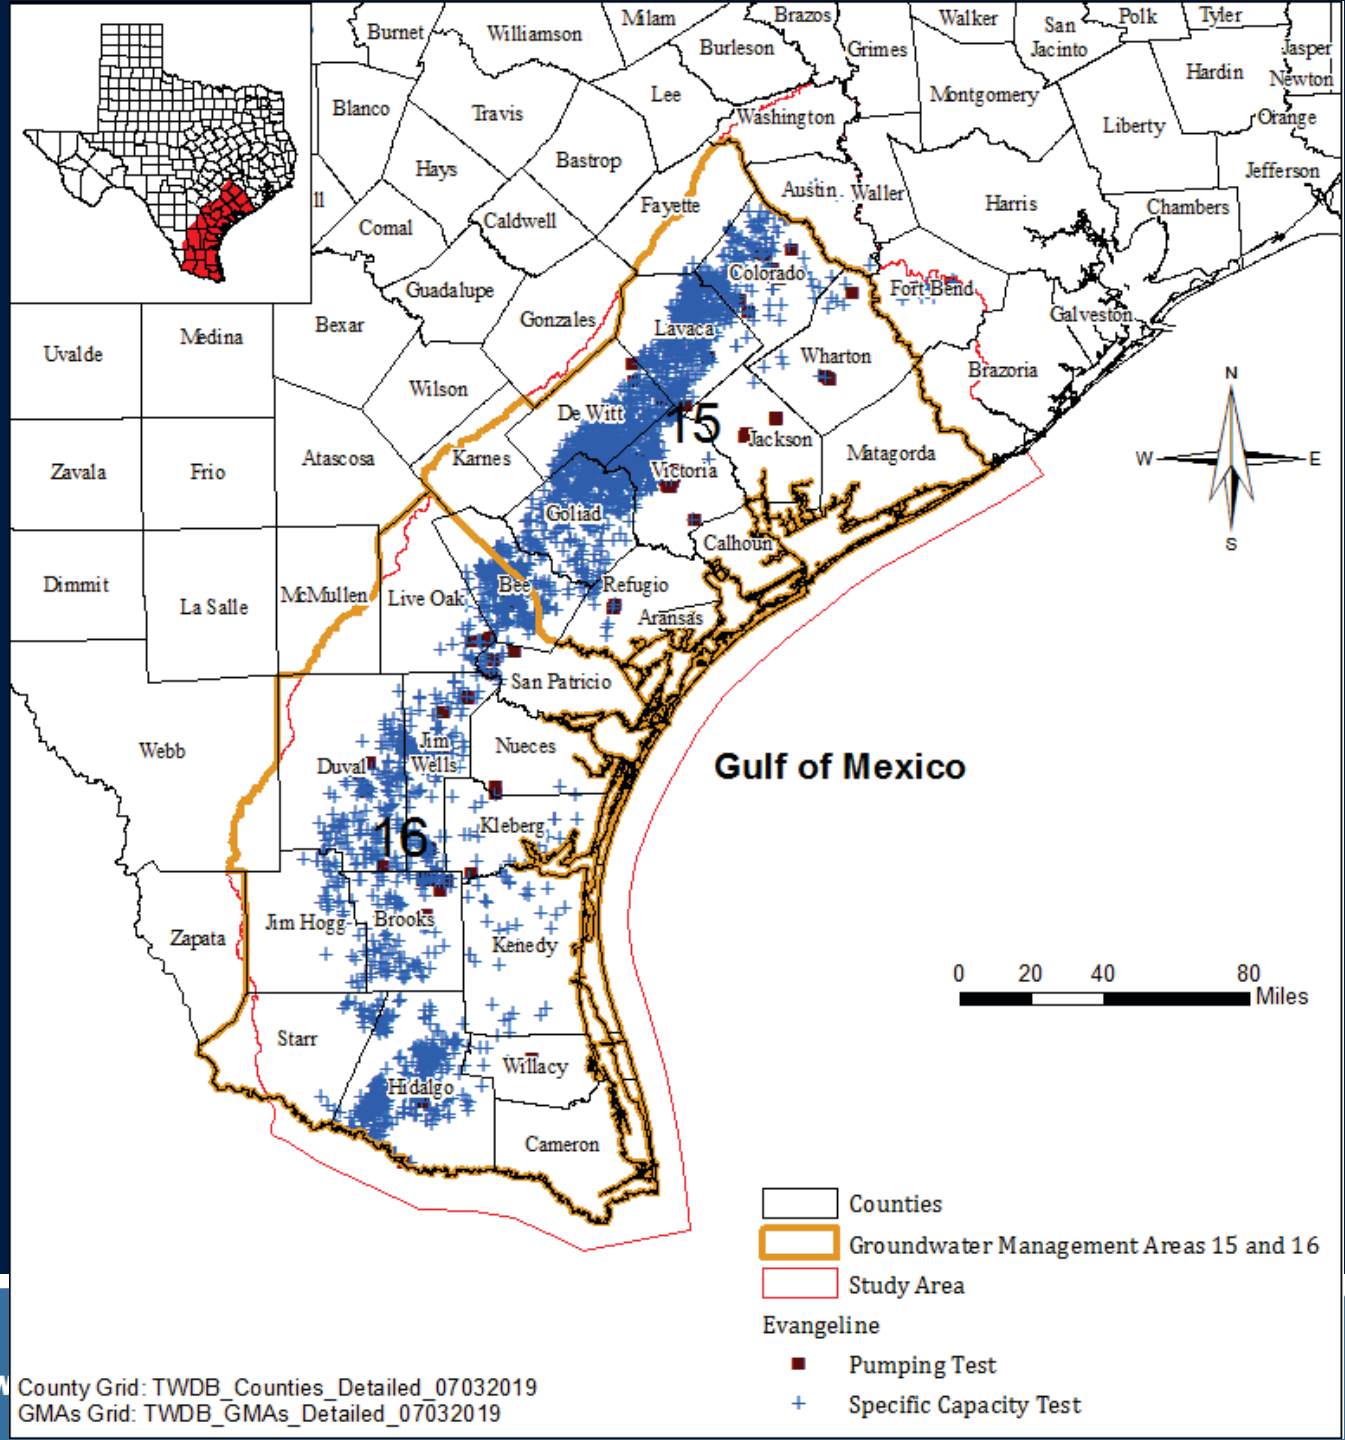 Burnet
Williamson
Milam
Brazos
Walker
San
Jacinto
Polk
Tyler
Jasper
Newton
Burleson
Grimes
Hardin
Blanco
Travis
Lee
Washington
Montgomery
Liberty
Orange
Hays
Bastrop
Jefferson
ll
Comal
Caldwell
Fayette
Austin
Waller
Harris
Chambers
Guadalupe
Colorado
Fort Bend
Galveston
Uvalde
Medina
Bexar
Gonzales
Lavaca
Wharton
Brazoria
Wilson
De Witt
15
Jackson
Matagorda
Zavala
Frio
Atascosa
Karnes
Victoria
Goliad
Calhoun
Dimmit
La Salle
McMullen
Live Oak
Bee
Refugio
Aransas
San Patricio
Webb
Duval
Jim
Wells
Nueces
Gulf of Mexico
16
Kleberg
Zapata
Jim Hogg
Brooks
Kenedy
Starr
Hidalgo
Willacy
Cameron
N
W
E
S
0 20 40 80
Miles
Counties
Groundwater Management Areas 15 and 16
Study Area
Evangeline
Pumping Test
Specific Capacity Test
County Grid: TWDB_Counties_Detailed_07032019
GMAs Grid: TWDB_GMAs_Detailed_07032019